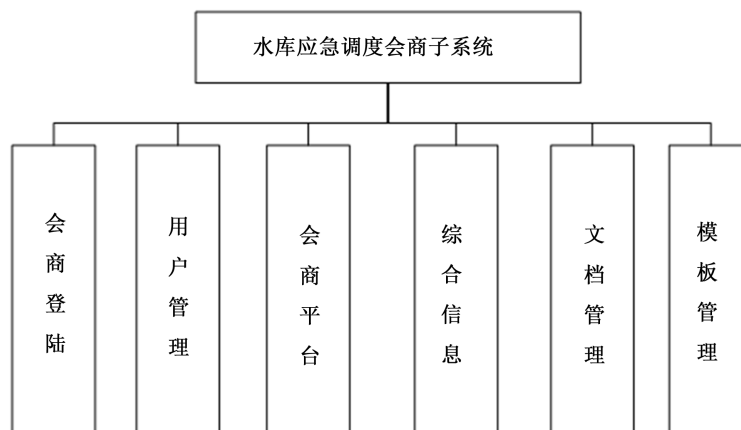 水库应急调度会商子系统
会商登陆
用户管理
会商平台
综合信息
文档管理
模板管理